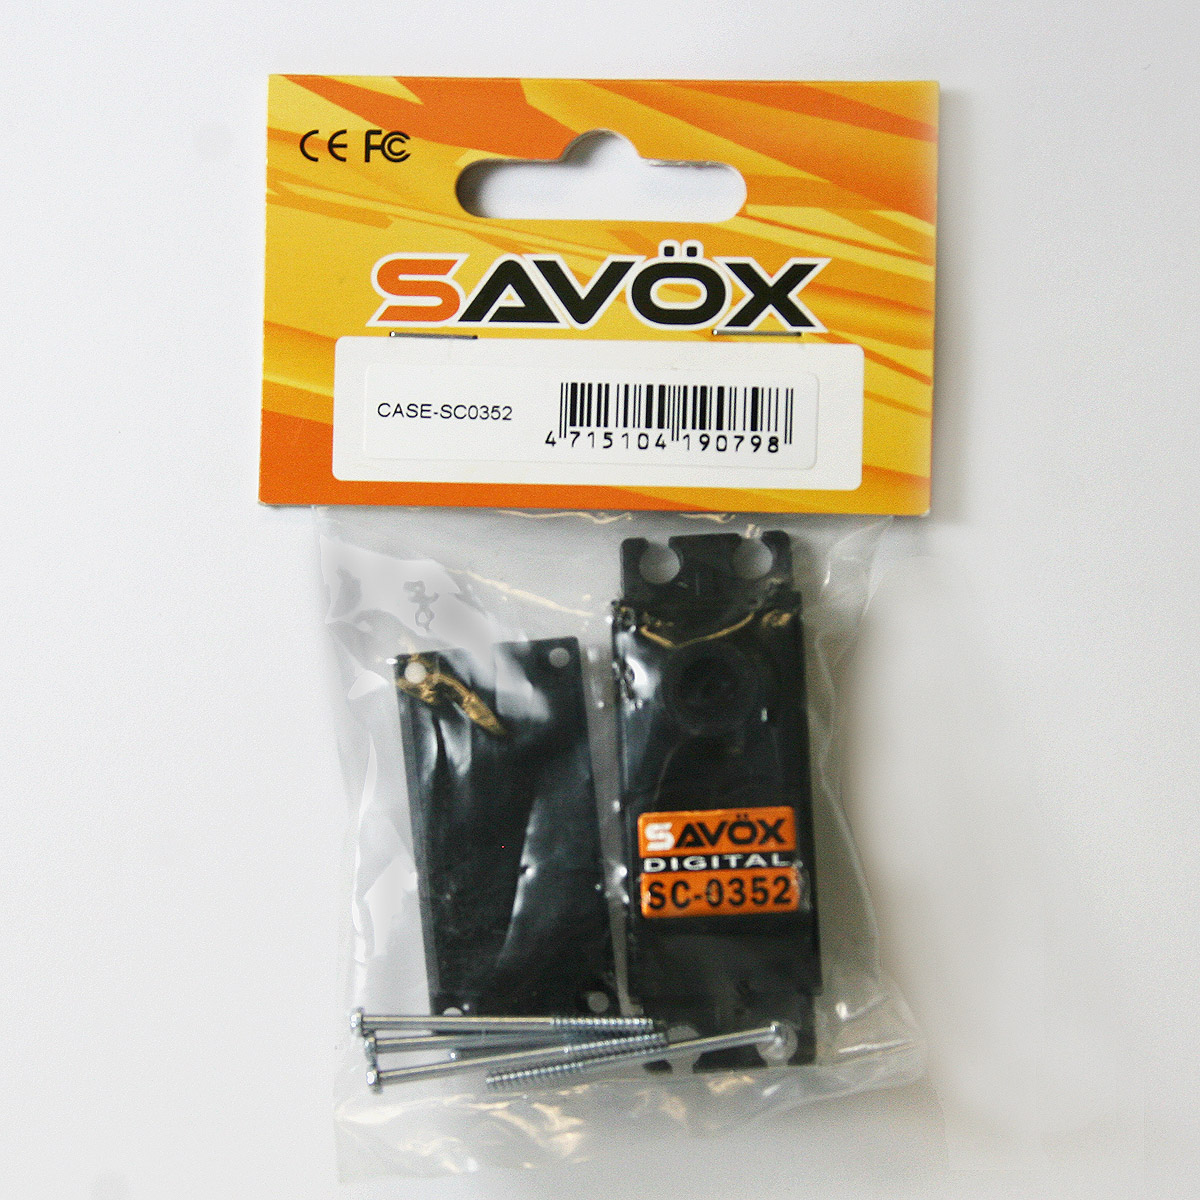 CE FC
SAVÖX
CASE-SC0352
4 715104 190798
SAVÖX
DIGITAL
SC-0352